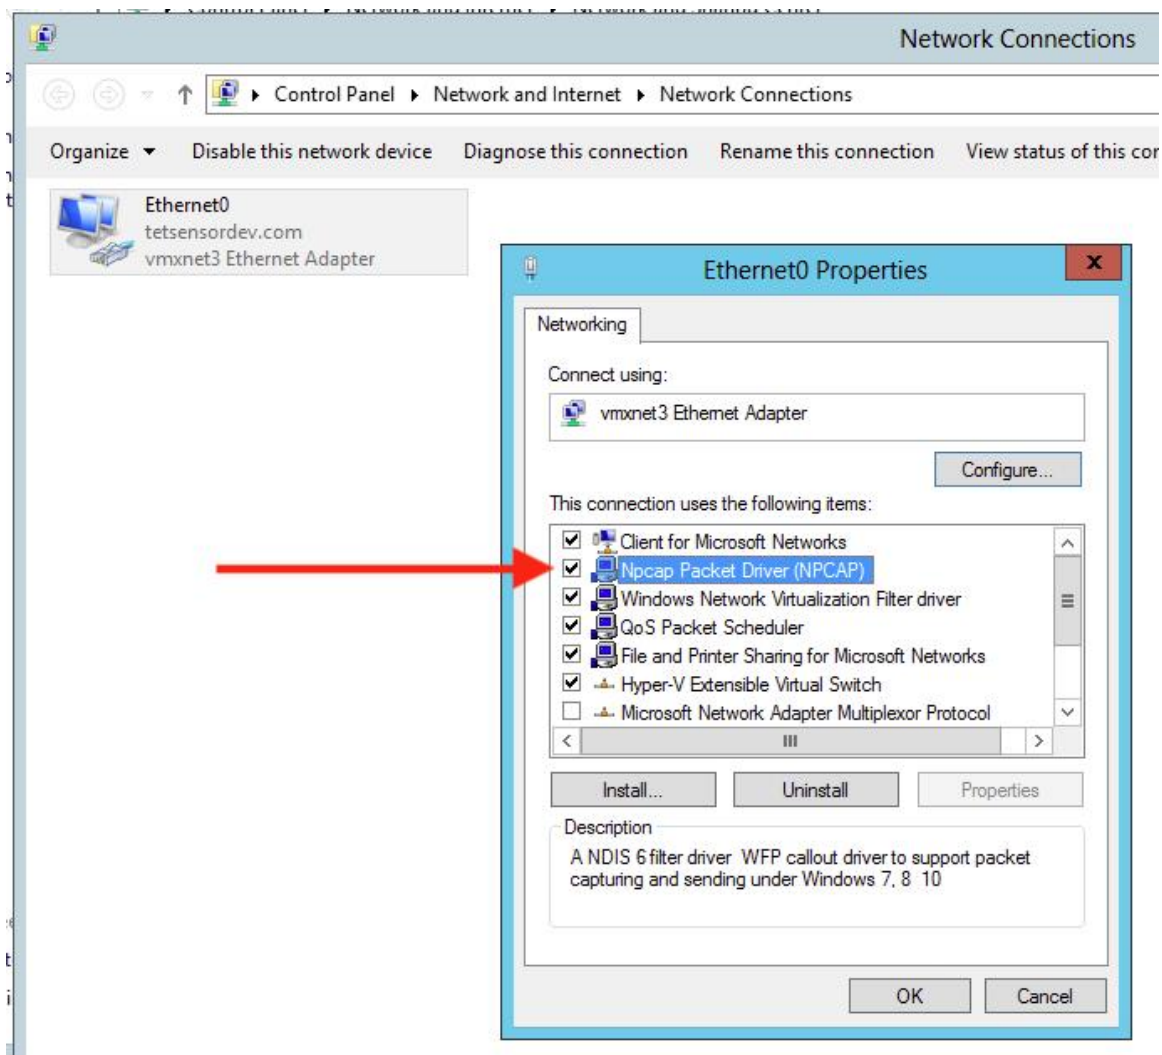 Network Connections
Control Panel Network and Internet Network Connections
Organize Disable this network device Diagnose this connection Rename this connection View status of this cor
Ethernet0
tetsensordev.com
vmxnet3 Ethernet Adapter
Ethernet0 Properties
Networking
Connect using:
vmxnet3 Ethernet Adapter
Configure...
This connection uses the following items:
Client for Microsoft Networks
Npcap Packet Driver (NPCAP)
Windows Network Virtualization Filter driver
QoS Packet Scheduler
File and Printer Sharing for Microsoft Networks
Hyper-V Extensible Virtual Switch
Microsoft Network Adapter Multiplexor Protocol
Install...
Uninstall
Properties
Description
A NDIS 6 filter driver WFP callout driver to support packet
capturing and sending under Windows 7, 8 10
OK
Cancel